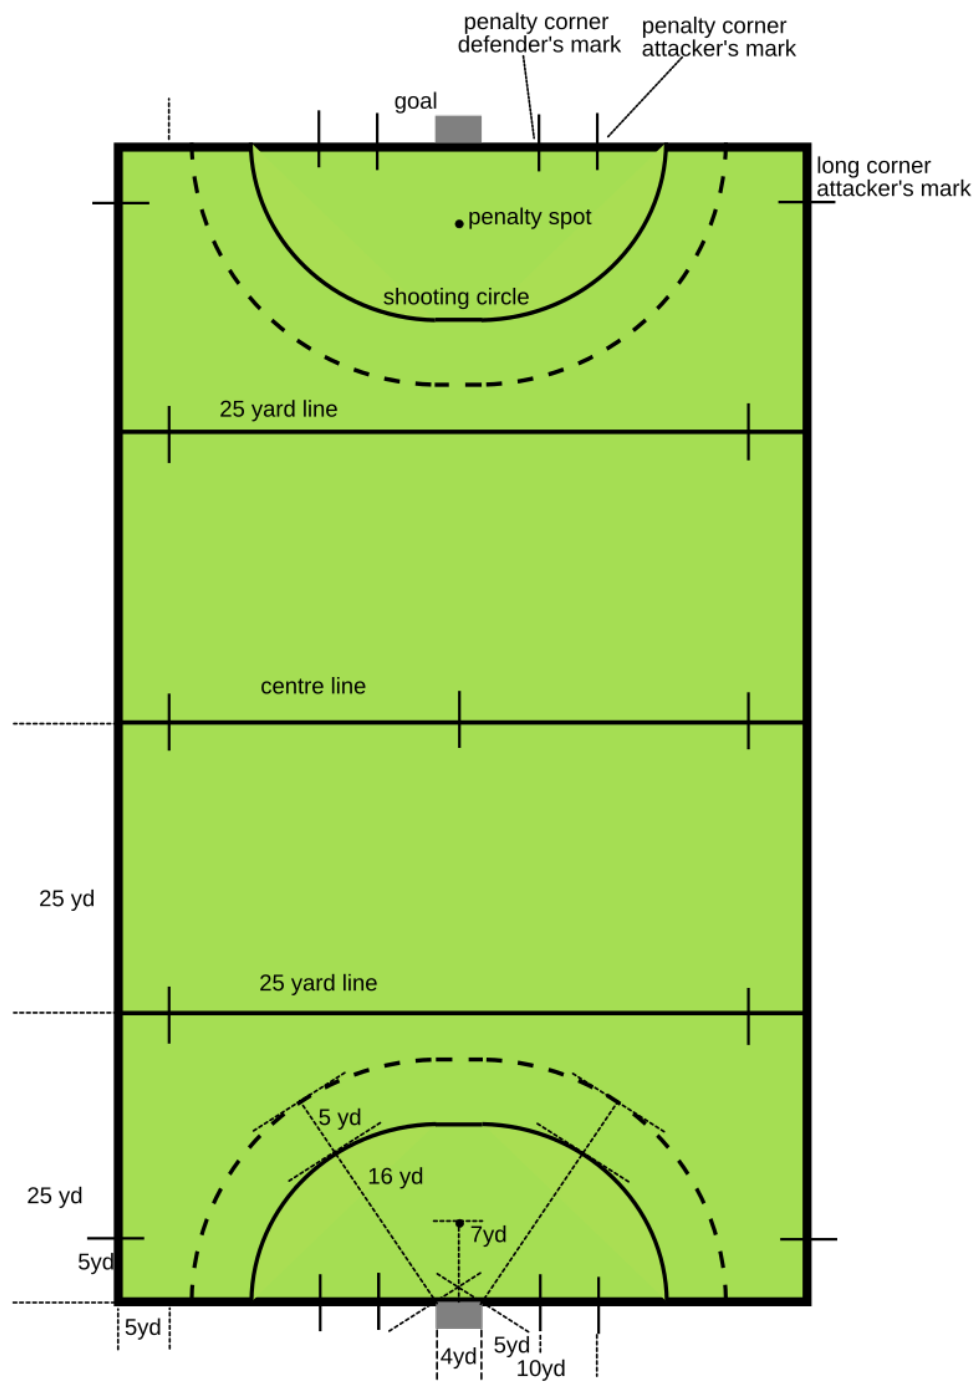 penalty corner
defender's mark
penalty corner
attacker's mark
goal
long corner
attacker's mark
penalty spot
shooting circle
25 yard line
centre line
25 yd
25 yard line
5 yd
16 yd
25 yd
7yd
5yd
5yd
4yd
5yd
10yd